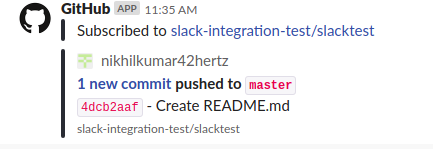 GitHub APP 11:35 AM
Subscribed to slack-integration-test/slacktest
nikhilkumar42hertz
1 new commit pushed to master
4dcb2aaf - Create README.md
slack-integration-test/slacktest